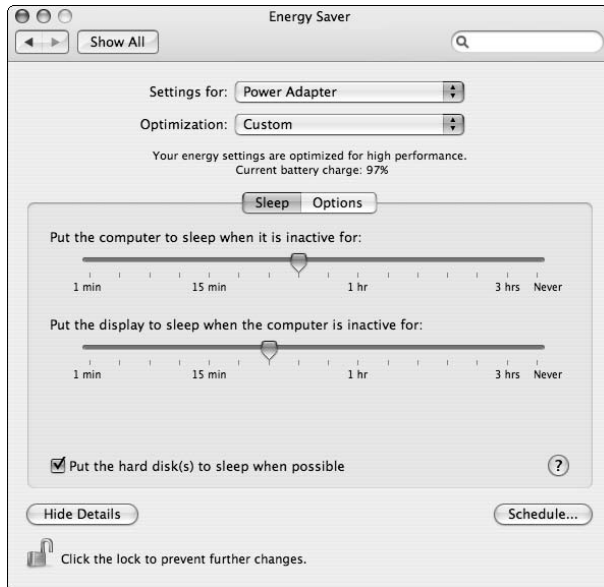 Energy Saver
Show All
Settings for: Power Adapter
Optimization: Custom
Your energy settings are optimized for high performance.
Current battery charge: 97%
Sleep Options
Put the computer to sleep when it is inactive for:
1 min 15 min 1 hr 3 hrs Never
Put the display to sleep when the computer is inactive for:
1 min 15 min 1 hr 3 hrs Never
Put the hard disk(s) to sleep when possible ?
Hide Details Schedule...
Click the lock to prevent further changes.